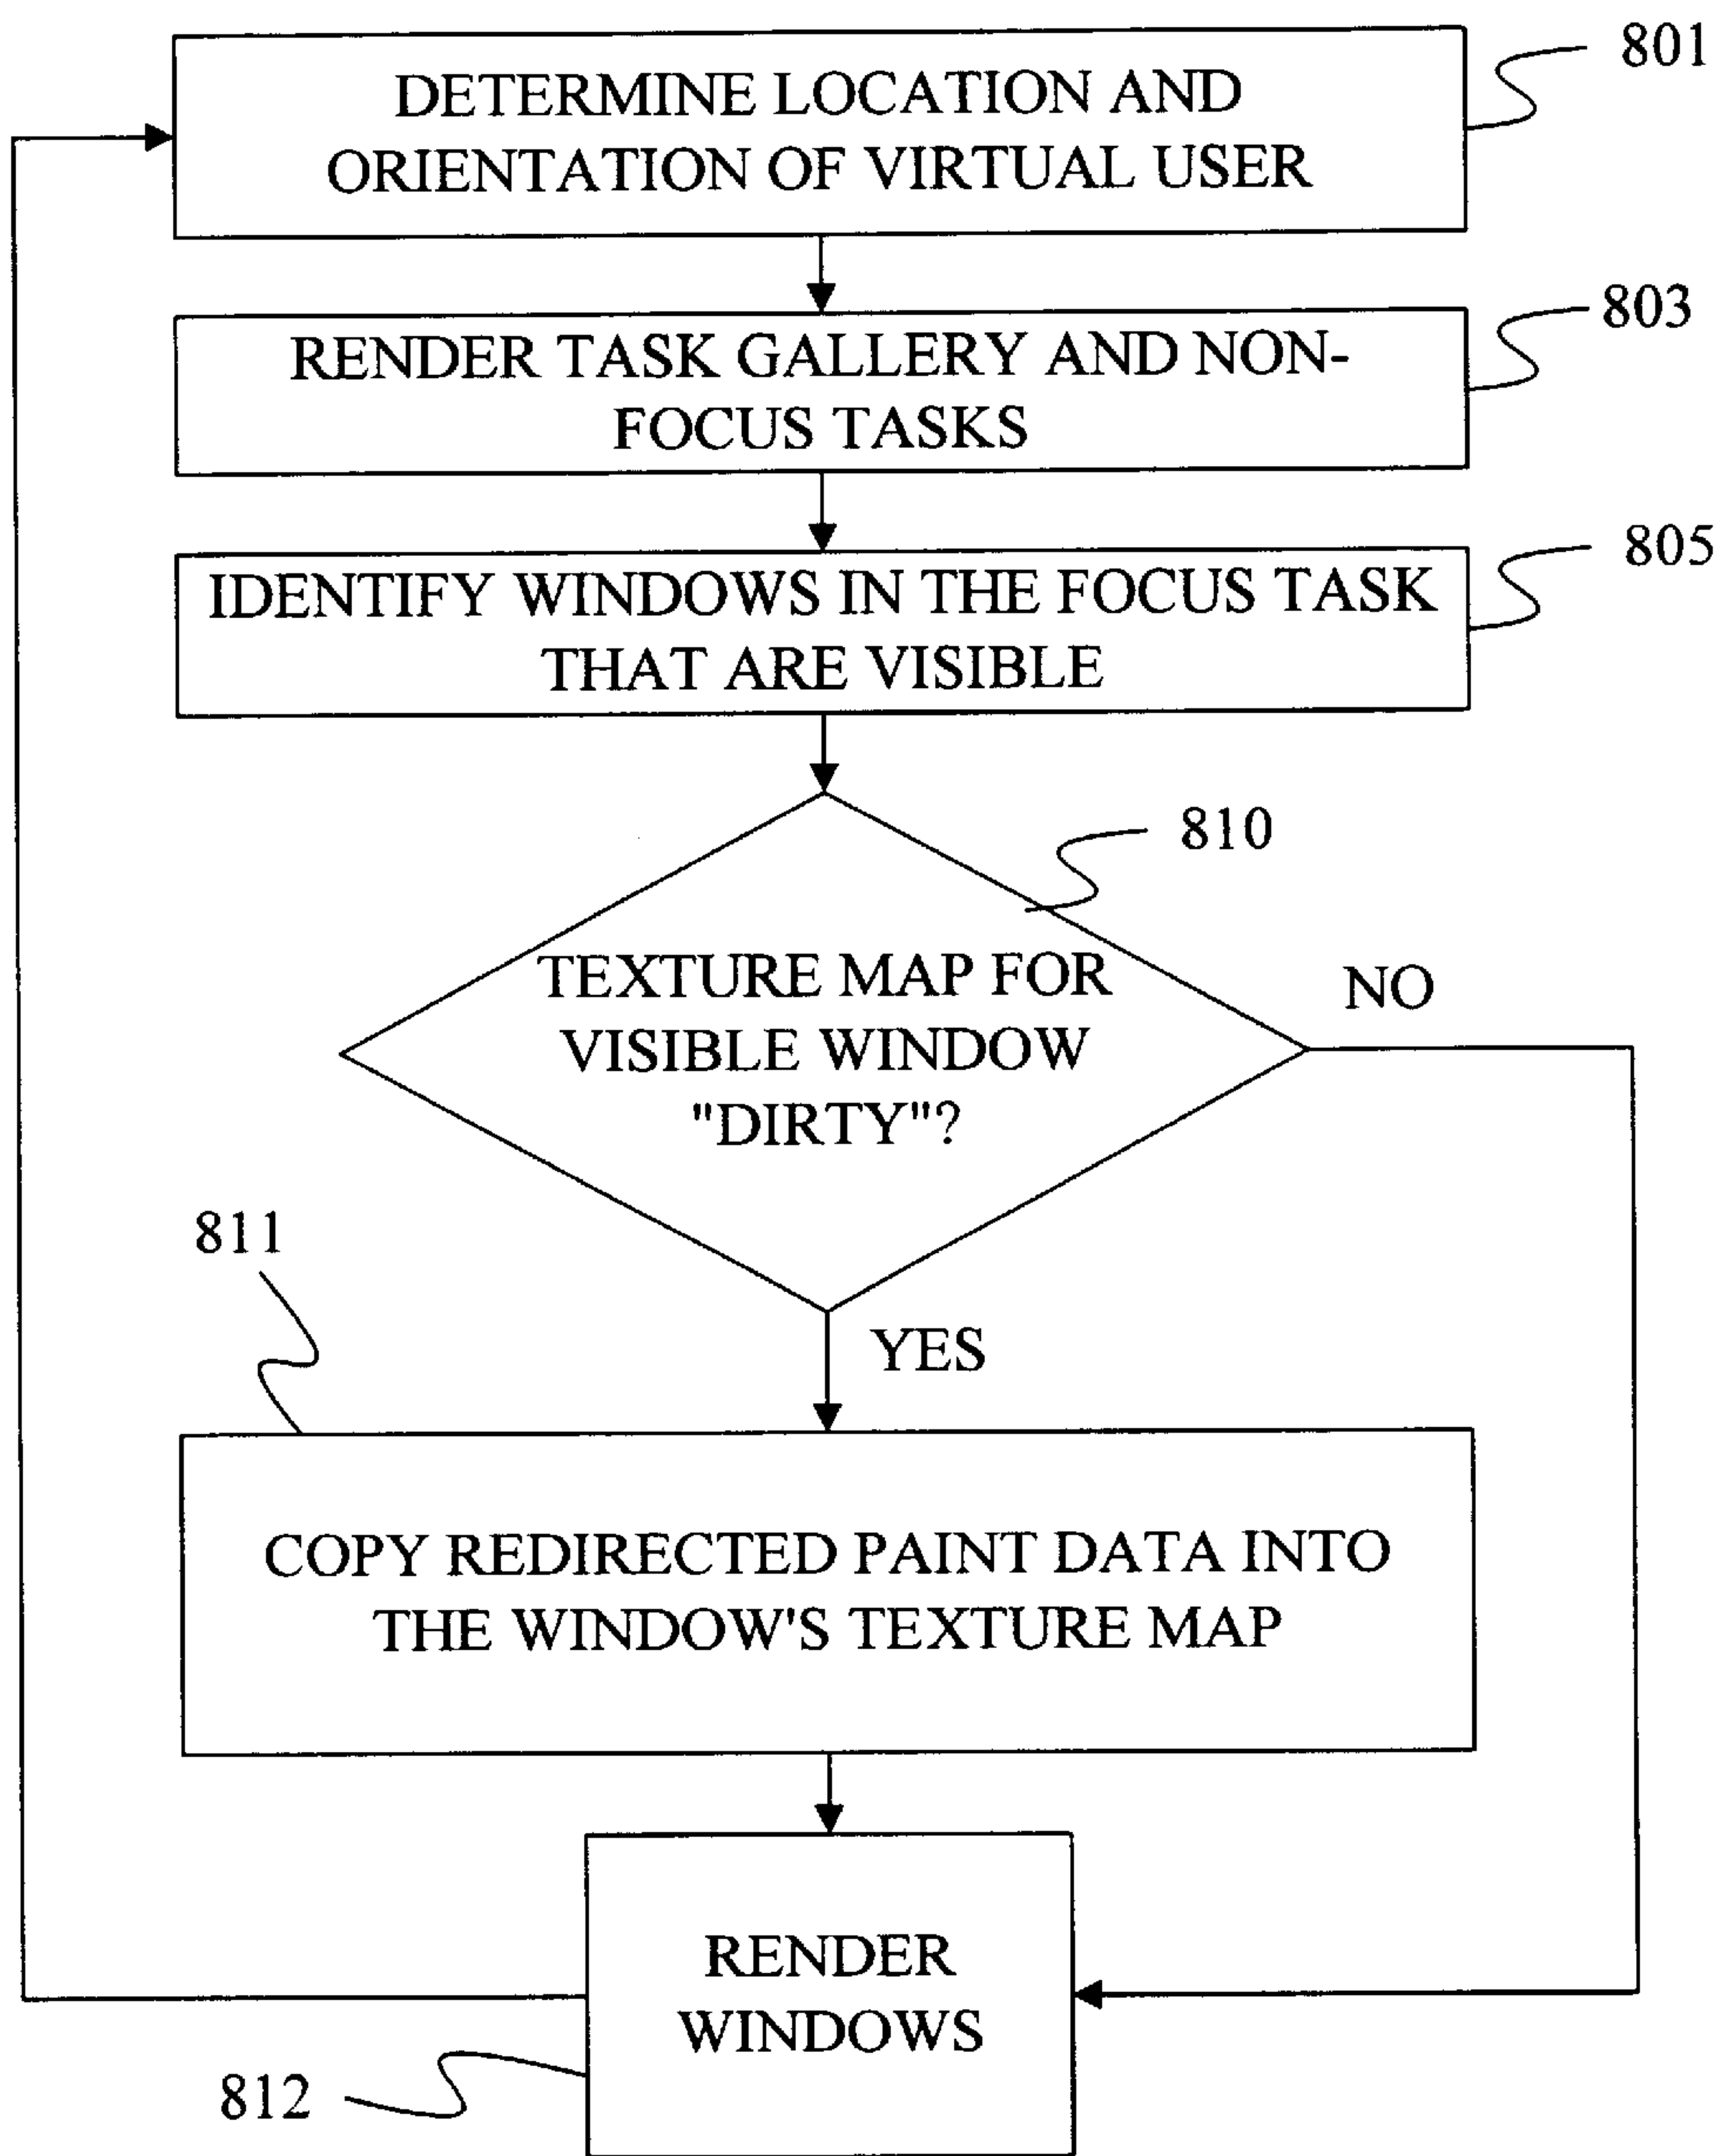 801
DETERMINE LOCATION AND
ORIENTATION OF VIRTUAL USER
803
RENDER TASK GALLERY AND NON-
FOCUS TASKS
805
IDENTIFY WINDOWS IN THE FOCUS TASK
THAT ARE VISIBLE
810
TEXTURE MAP FOR
VISIBLE WINDOW
"DIRTY"?
NO
811
YES
COPY REDIRECTED PAINT DATA INTO
THE WINDOW'S TEXTURE MAP
RENDER
WINDOWS
812